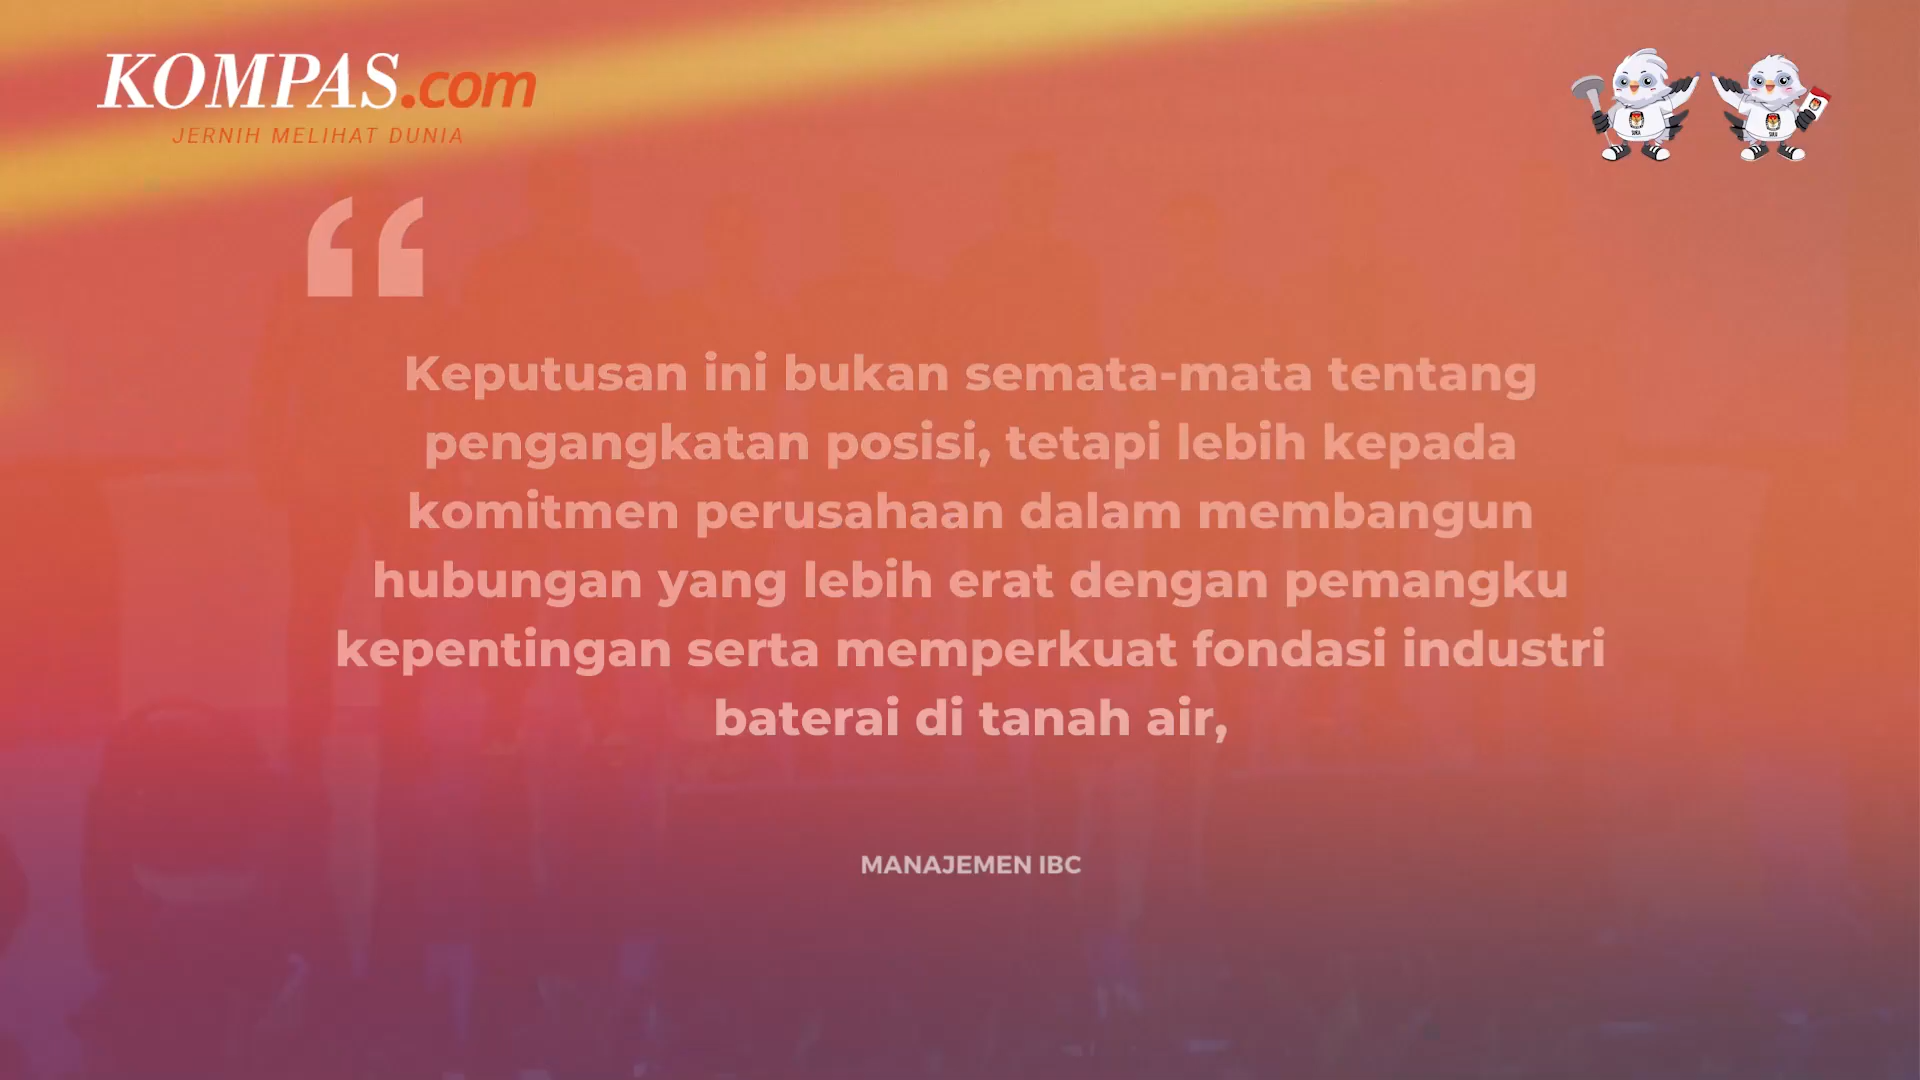 KOMPAS.com
JERNIH MELIHAT DUNIA
“
Keputusan ini bukan semata-mata tentang
pengangkatan posisi, tetapi lebih kepada
komitmen perusahaan dalam membangun
hubungan yang lebih erat dengan pemangku
kepentingan serta memperkuat fondasi industri
baterai di tanah air,
MANAJEMEN IBC